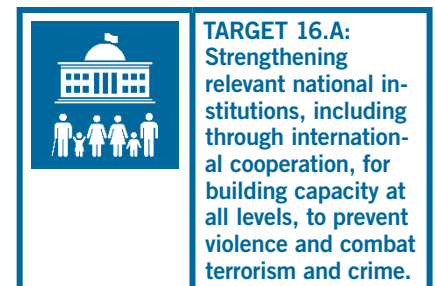 TARGET 16.A:
Strengthening
relevant national in-
stitutions, including
through internation-
al cooperation, for
building capacity at
all levels, to prevent
violence and combat
terrorism and crime.